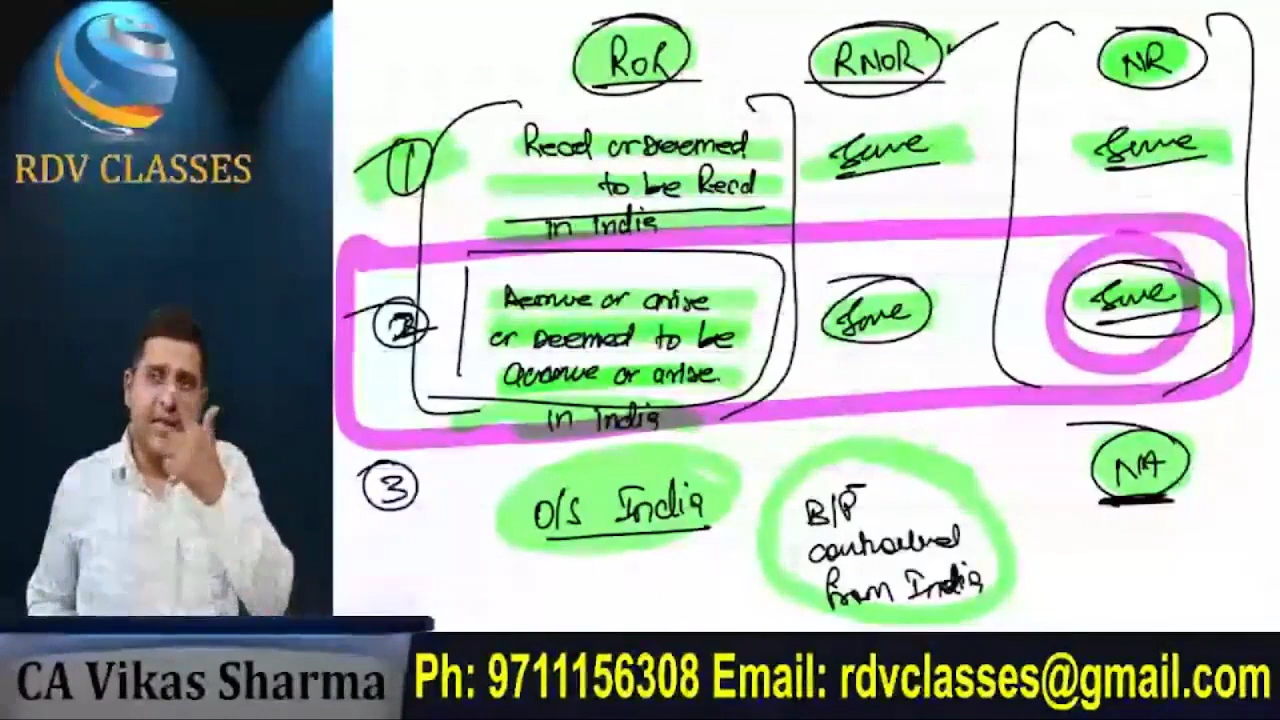 RDV CLASSES
ROR RNOR NR
1 Recd or Deemed Same Same
to be Recd
in India
2 Accrue or arise Same Same
or Deemed to be
accrue or arise.
in India
3 O/S India B/P controlled NA
from India
CA Vikas Sharma
Ph: 9711156308 Email: rdvclasses@gmail.com